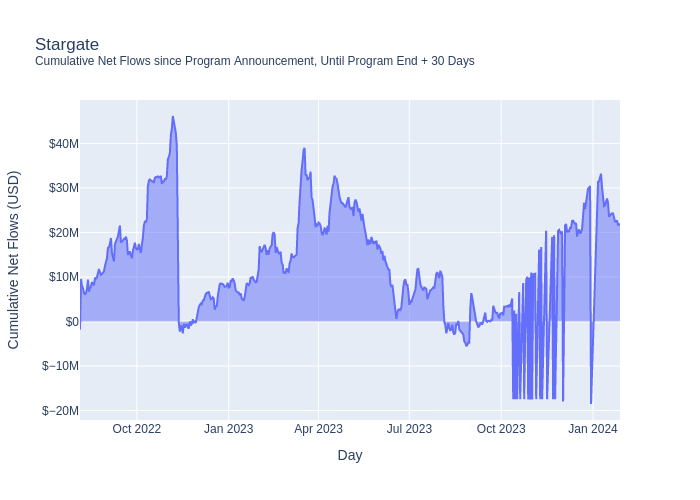 Stargate
Cumulative Net Flows since Program Announcement, Until Program End + 30 Days
Cumulative Net Flows (USD)
$40M
$30M
$20M
$10M
$0
$−10M
$−20M
Oct 2022
Jan 2023
Apr 2023
Jul 2023
Oct 2023
Jan 2024
Day